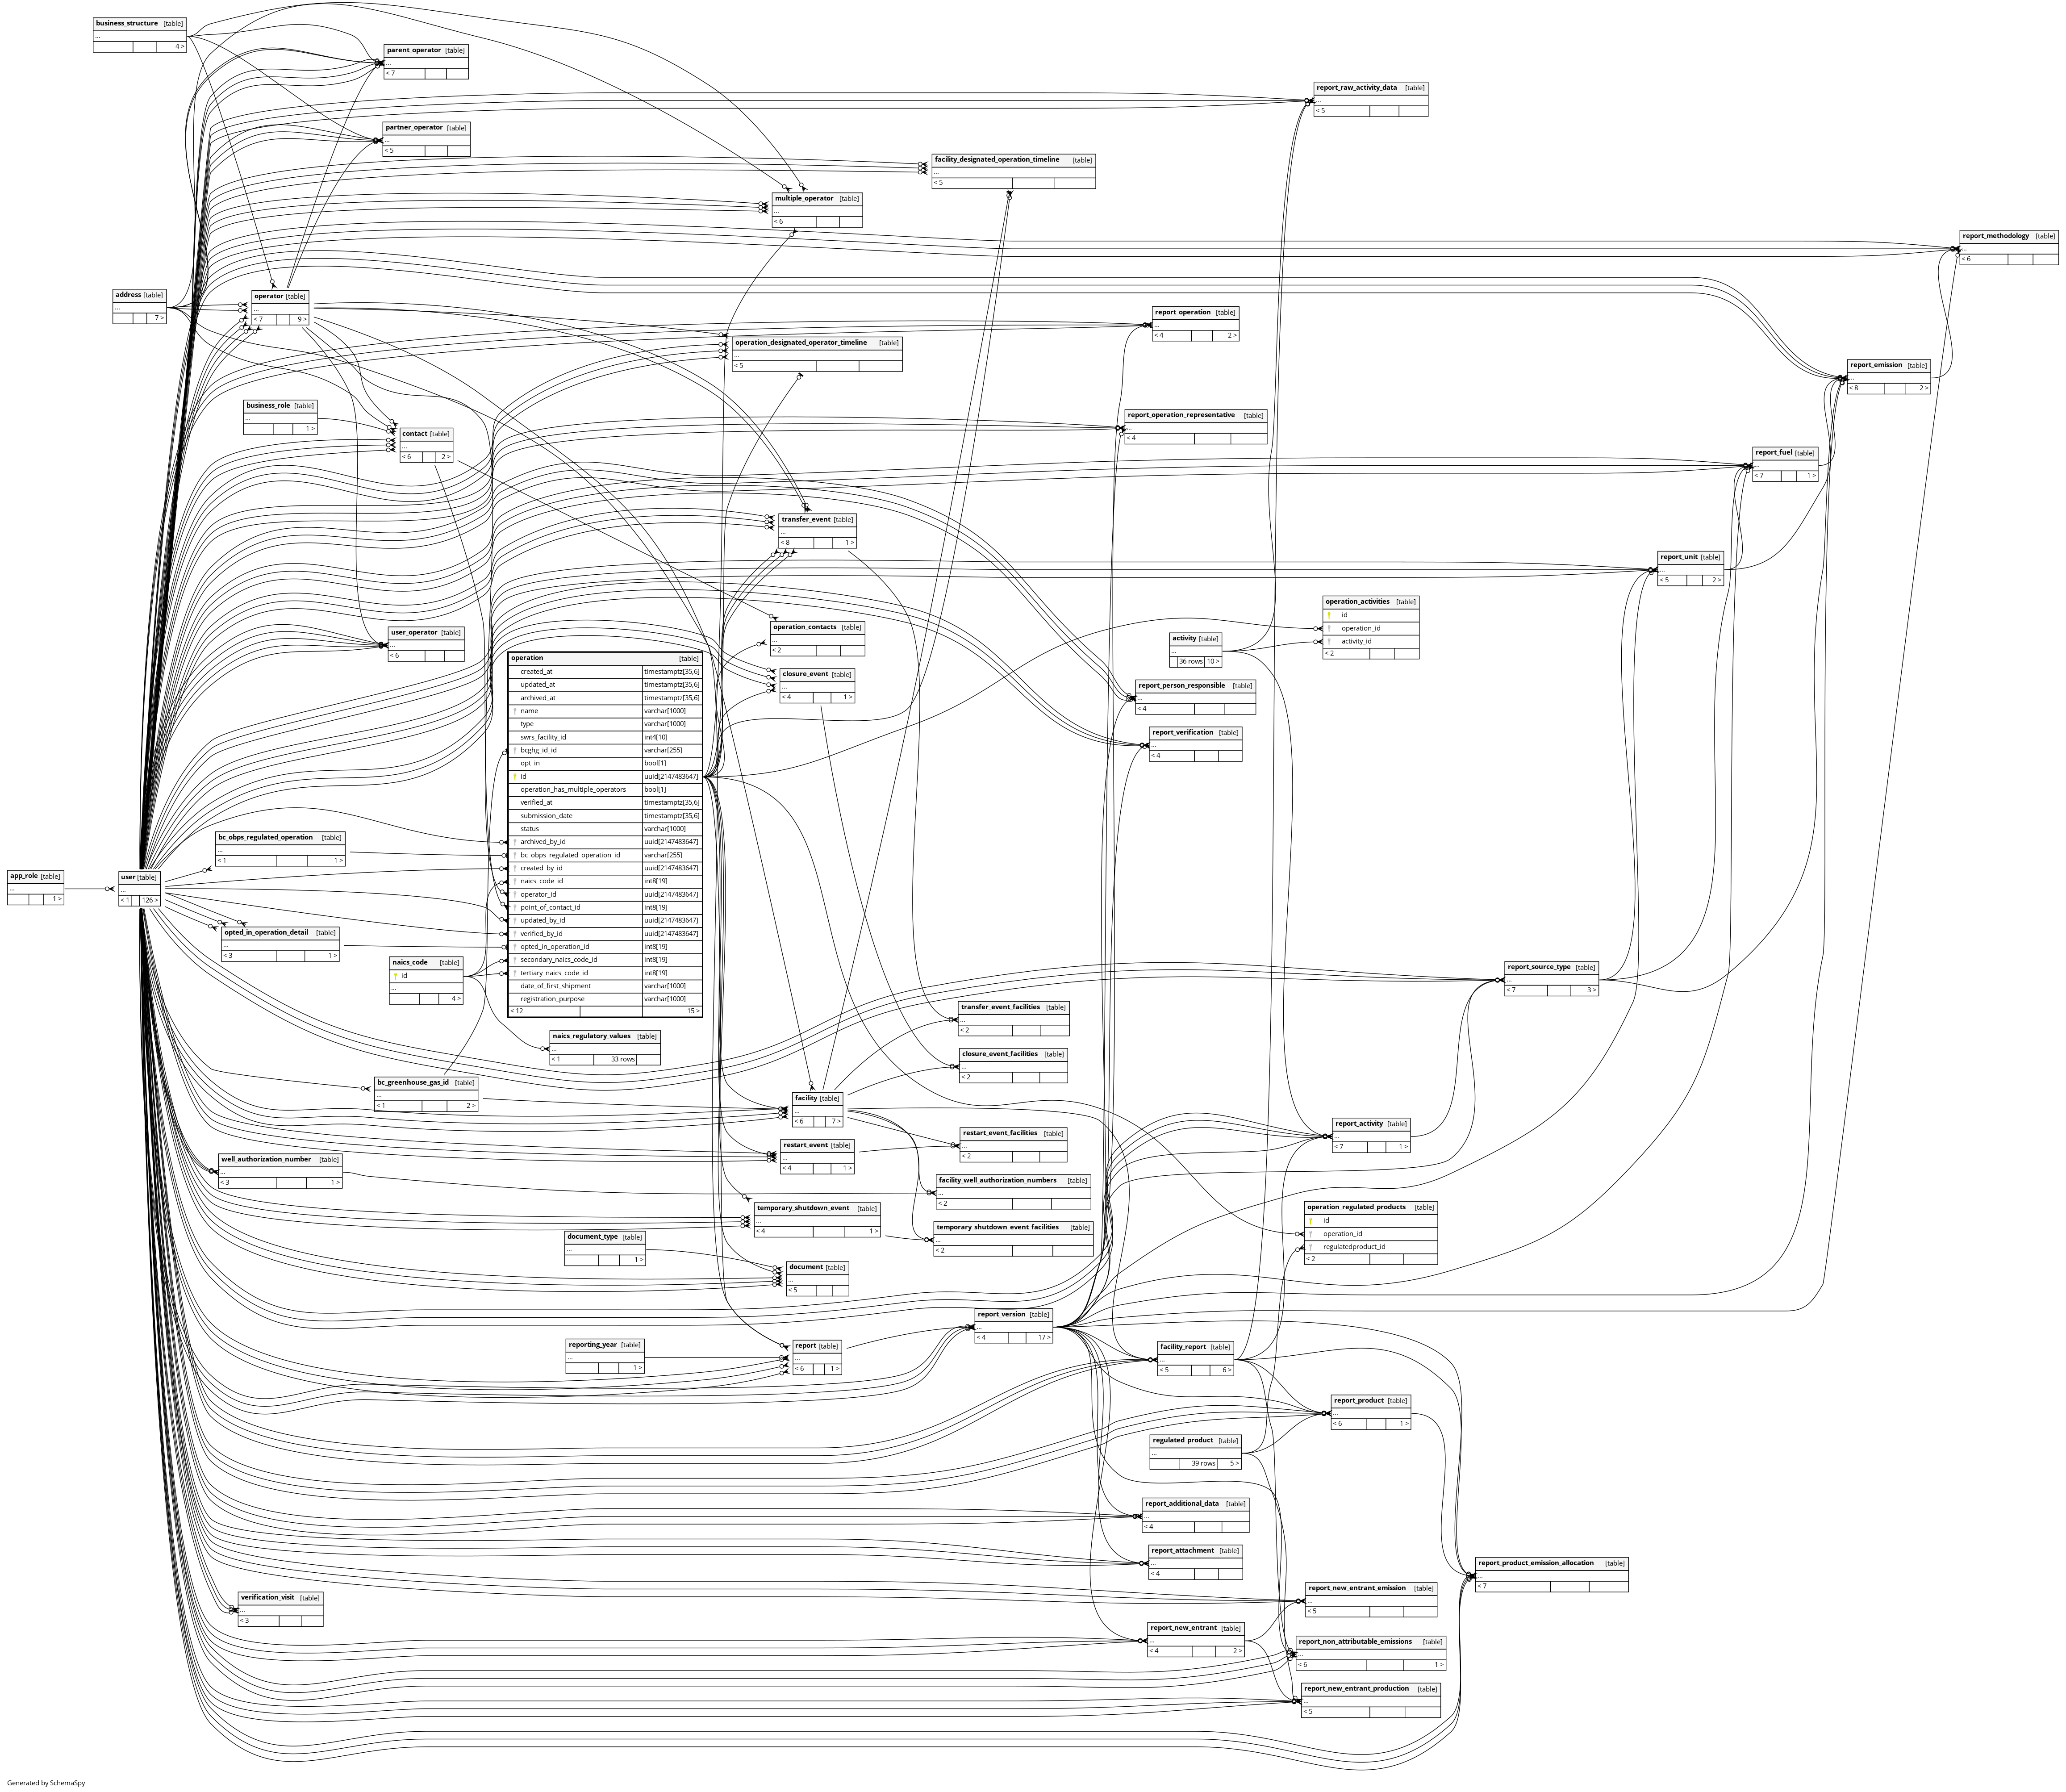 business_structure [table]
...
4 >
parent_operator [table]
...
< 7
report_raw_activity_data [table]
...
< 5
partner_operator [table]
...
< 5
facility_designated_operation_timeline [table]
...
< 5
multiple_operator [table]
...
< 6
report_methodology [table]
...
< 6
address [table]
...
7 >
operator [table]
...
< 7 9 >
report_operation [table]
...
< 4 2 >
operation_designated_operator_timeline [table]
...
< 5
report_emission [table]
...
< 8 2 >
business_role [table]
...
1 >
report_operation_representative [table]
...
< 4
contact [table]
...
< 6 2 >
report_fuel [table]
...
< 7 1 >
transfer_event [table]
...
< 8 1 >
report_unit [table]
...
< 5 2 >
operation_activities [table]
id
operation_id
activity_id
< 2
operation_contacts [table]
...
< 2
user_operator [table]
...
< 6
activity [table]
...
36 rows 10 >
operation [table]
created_at timestamptz[35,6]
updated_at timestamptz[35,6]
archived_at timestamptz[35,6]
name varchar[1000]
type varchar[1000]
swrs_facility_id int4[10]
bcghg_id_id varchar[255]
opt_in bool[1]
id uuid[2147483647]
operation_has_multiple_operators bool[1]
verified_at timestamptz[35,6]
submission_date timestamptz[35,6]
status varchar[1000]
archived_by_id uuid[2147483647]
bc_obps_regulated_operation_id varchar[255]
created_by_id uuid[2147483647]
naics_code_id int8[19]
operator_id uuid[2147483647]
point_of_contact_id int8[19]
updated_by_id uuid[2147483647]
verified_by_id uuid[2147483647]
opted_in_operation_id int8[19]
secondary_naics_code_id int8[19]
tertiary_naics_code_id int8[19]
date_of_first_shipment varchar[1000]
registration_purpose varchar[1000]
< 12 15 >
closure_event [table]
...
< 4 1 >
report_person_responsible [table]
...
< 4
report_verification [table]
...
< 4
bc_obps_regulated_operation [table]
...
< 1 1 >
app_role [table]
...
1 >
user [table]
...
< 1 126 >
opted_in_operation_detail [table]
...
< 3 1 >
naics_code [table]
id
...
4 >
report_source_type [table]
...
< 7 3 >
transfer_event_facilities [table]
...
< 2
naics_regulatory_values [table]
...
< 1 33 rows
closure_event_facilities [table]
...
< 2
bc_greenhouse_gas_id [table]
...
< 1 2 >
facility [table]
...
< 6 7 >
report_activity [table]
...
< 7 1 >
restart_event_facilities [table]
...
< 2
restart_event [table]
...
< 4 1 >
well_authorization_number [table]
...
< 3 1 >
facility_well_authorization_numbers [table]
...
< 2
temporary_shutdown_event [table]
...
< 4 1 >
operation_regulated_products [table]
id
operation_id
regulatedproduct_id
< 2
temporary_shutdown_event_facilities [table]
...
< 2
document_type [table]
...
1 >
document [table]
...
< 5
report_version [table]
...
< 4 17 >
reporting_year [table]
...
1 >
report [table]
...
< 6 1 >
facility_report [table]
...
< 5 6 >
report_product [table]
...
< 6 1 >
regulated_product [table]
...
39 rows 5 >
report_additional_data [table]
...
< 4
report_attachment [table]
...
< 4
report_product_emission_allocation [table]
...
< 7
report_new_entrant_emission [table]
...
< 5
verification_visit [table]
...
< 3
report_new_entrant [table]
...
< 4 2 >
report_non_attributable_emissions [table]
...
< 6 1 >
report_new_entrant_production [table]
...
< 5
Generated by SchemaSpy